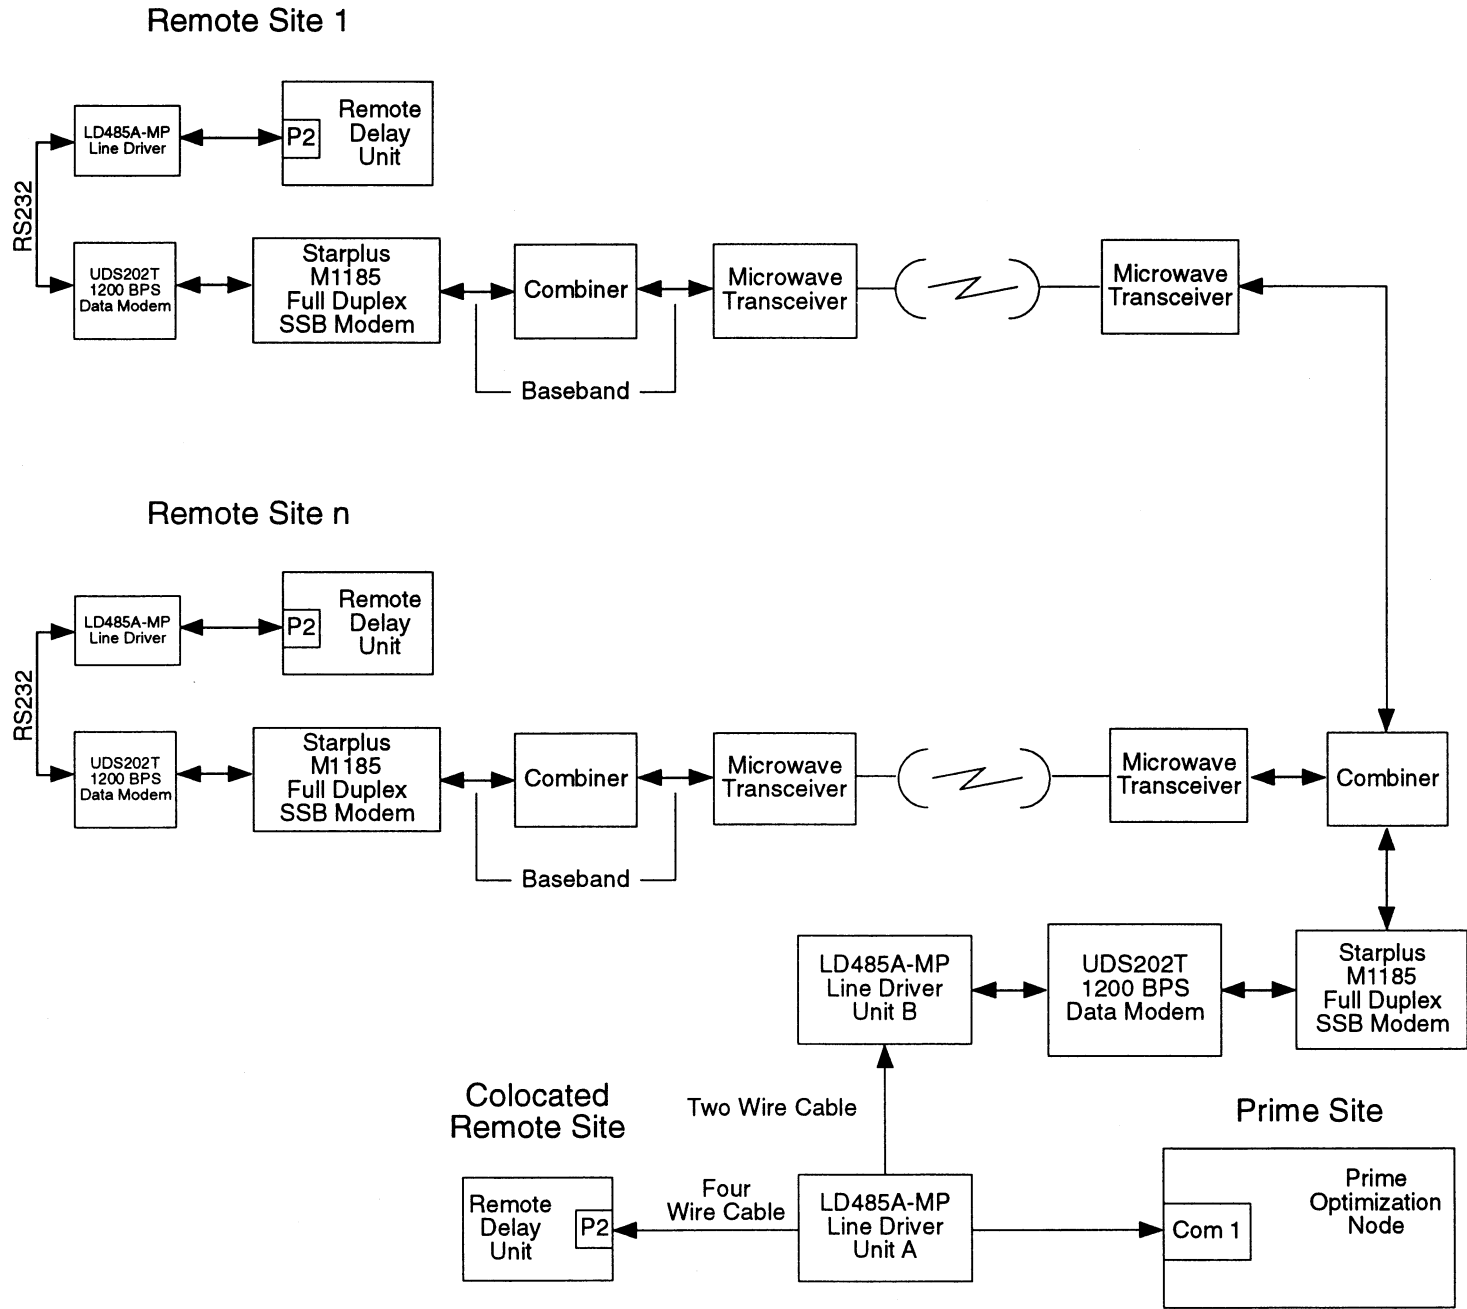 Remote Site 1
LD485A-MP
Line Driver
P2
Remote
Delay
Unit
RS232
UDS202T
1200 BPS
Data Modem
Starplus
M1185
Full Duplex
SSB Modem
Combiner
Microwave
Transceiver
Microwave
Transceiver
Baseband
Remote Site n
LD485A-MP
Line Driver
P2
Remote
Delay
Unit
RS232
UDS202T
1200 BPS
Data Modem
Starplus
M1185
Full Duplex
SSB Modem
Combiner
Microwave
Transceiver
Microwave
Transceiver
Combiner
Baseband
LD485A-MP
Line Driver
Unit B
UDS202T
1200 BPS
Data Modem
Starplus
M1185
Full Duplex
SSB Modem
Colocated
Remote Site
Two Wire Cable
Prime Site
Remote
Delay
Unit
P2
Four
Wire Cable
LD485A-MP
Line Driver
Unit A
Com 1
Prime
Optimization
Node